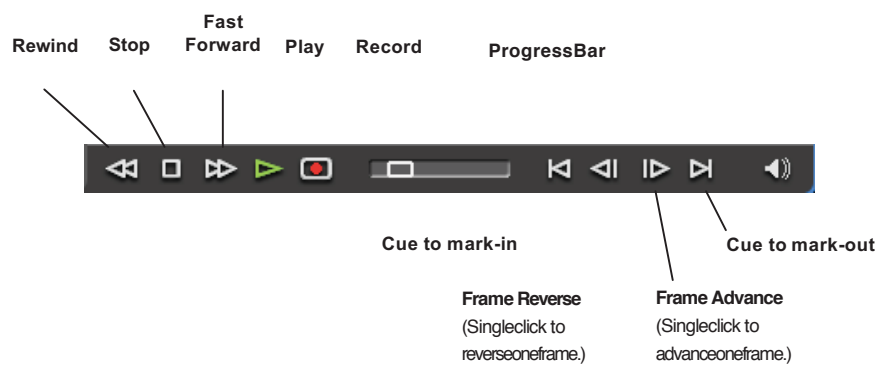 Rewind
Stop
Fast
Forward
Play
Record
ProgressBar
Cue to mark-in
Cue to mark-out
Frame Reverse
(Singleclick to
reverseoneframe.)
Frame Advance
(Singleclick to
advanceoneframe.)